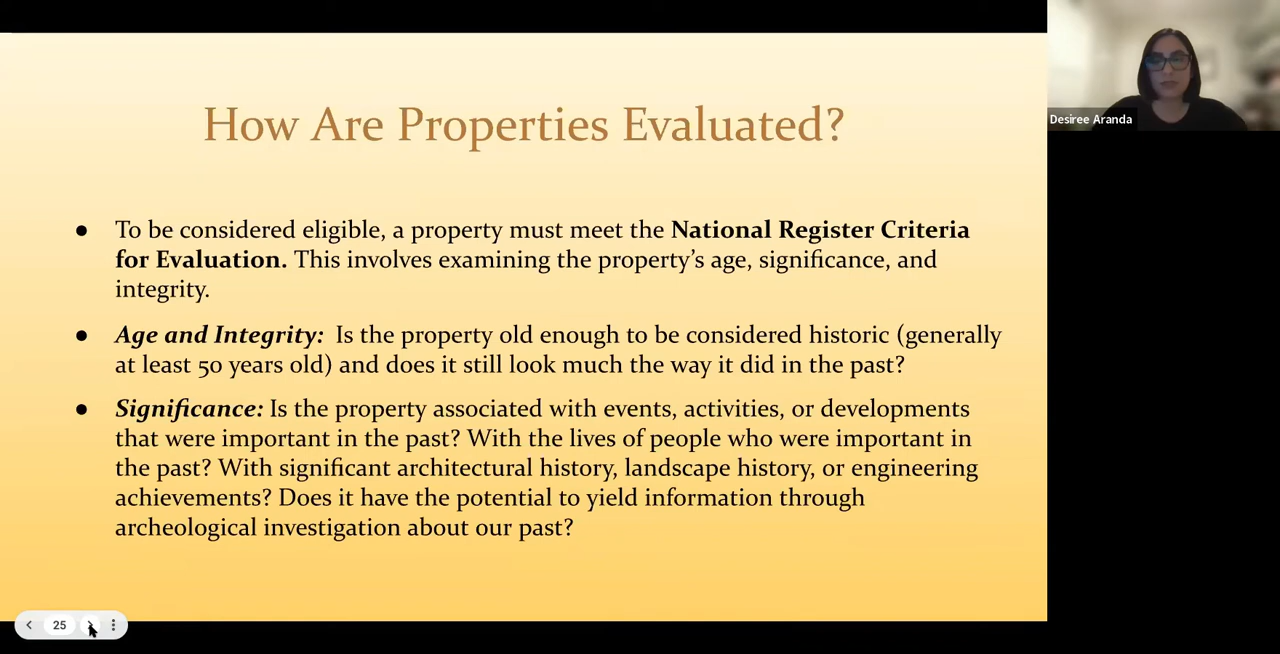 How Are Properties Evaluated?
Desiree Aranda
● To be considered eligible, a property must meet the National Register Criteria
for Evaluation. This involves examining the property’s age, significance, and
integrity.
● Age and Integrity: Is the property old enough to be considered historic (generally
at least 50 years old) and does it still look much the way it did in the past?
● Significance: Is the property associated with events, activities, or developments
that were important in the past? With the lives of people who were important in
the past? With significant architectural history, landscape history, or engineering
achievements? Does it have the potential to yield information through
archeological investigation about our past?
25